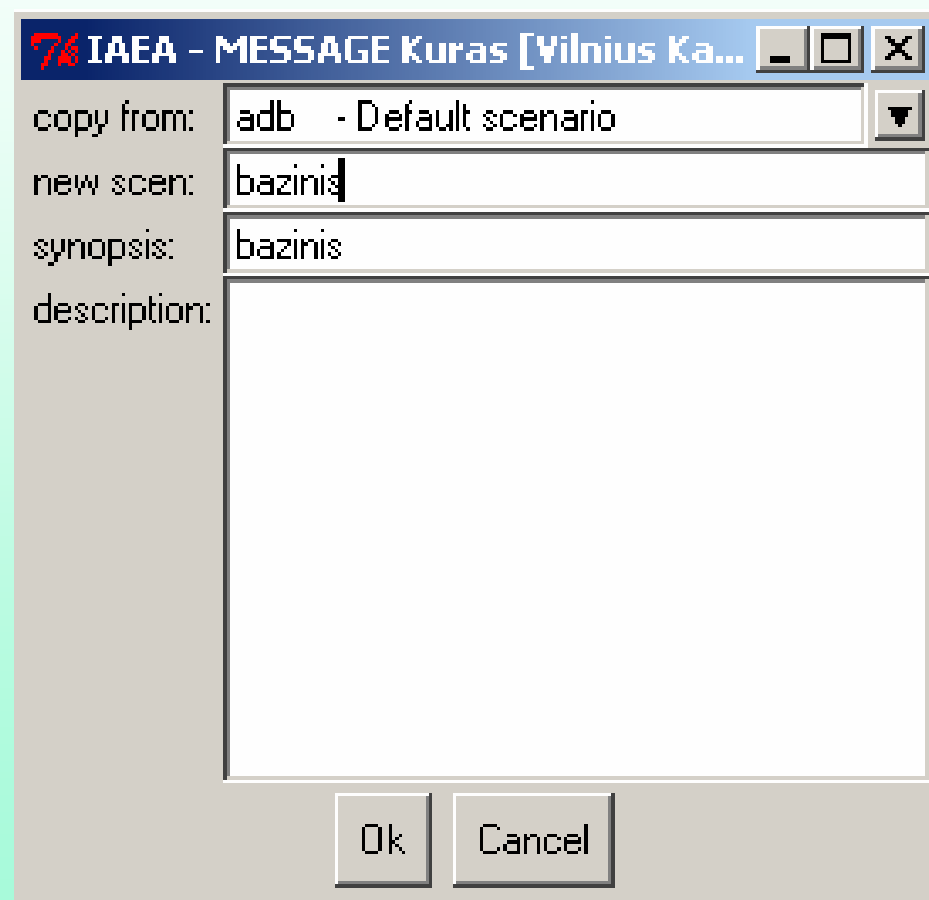 IAEA - MESSAGE Kuras [Vilnius Ka...
copy from: adb - Default scenario
new scen: bazinis
synopsis: bazinis
description:
Ok Cancel